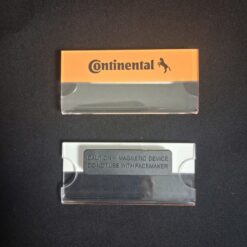 Continental
CAUTION - MAGNETIC DEVICE
DO NOT USE WITH PACEMAKER